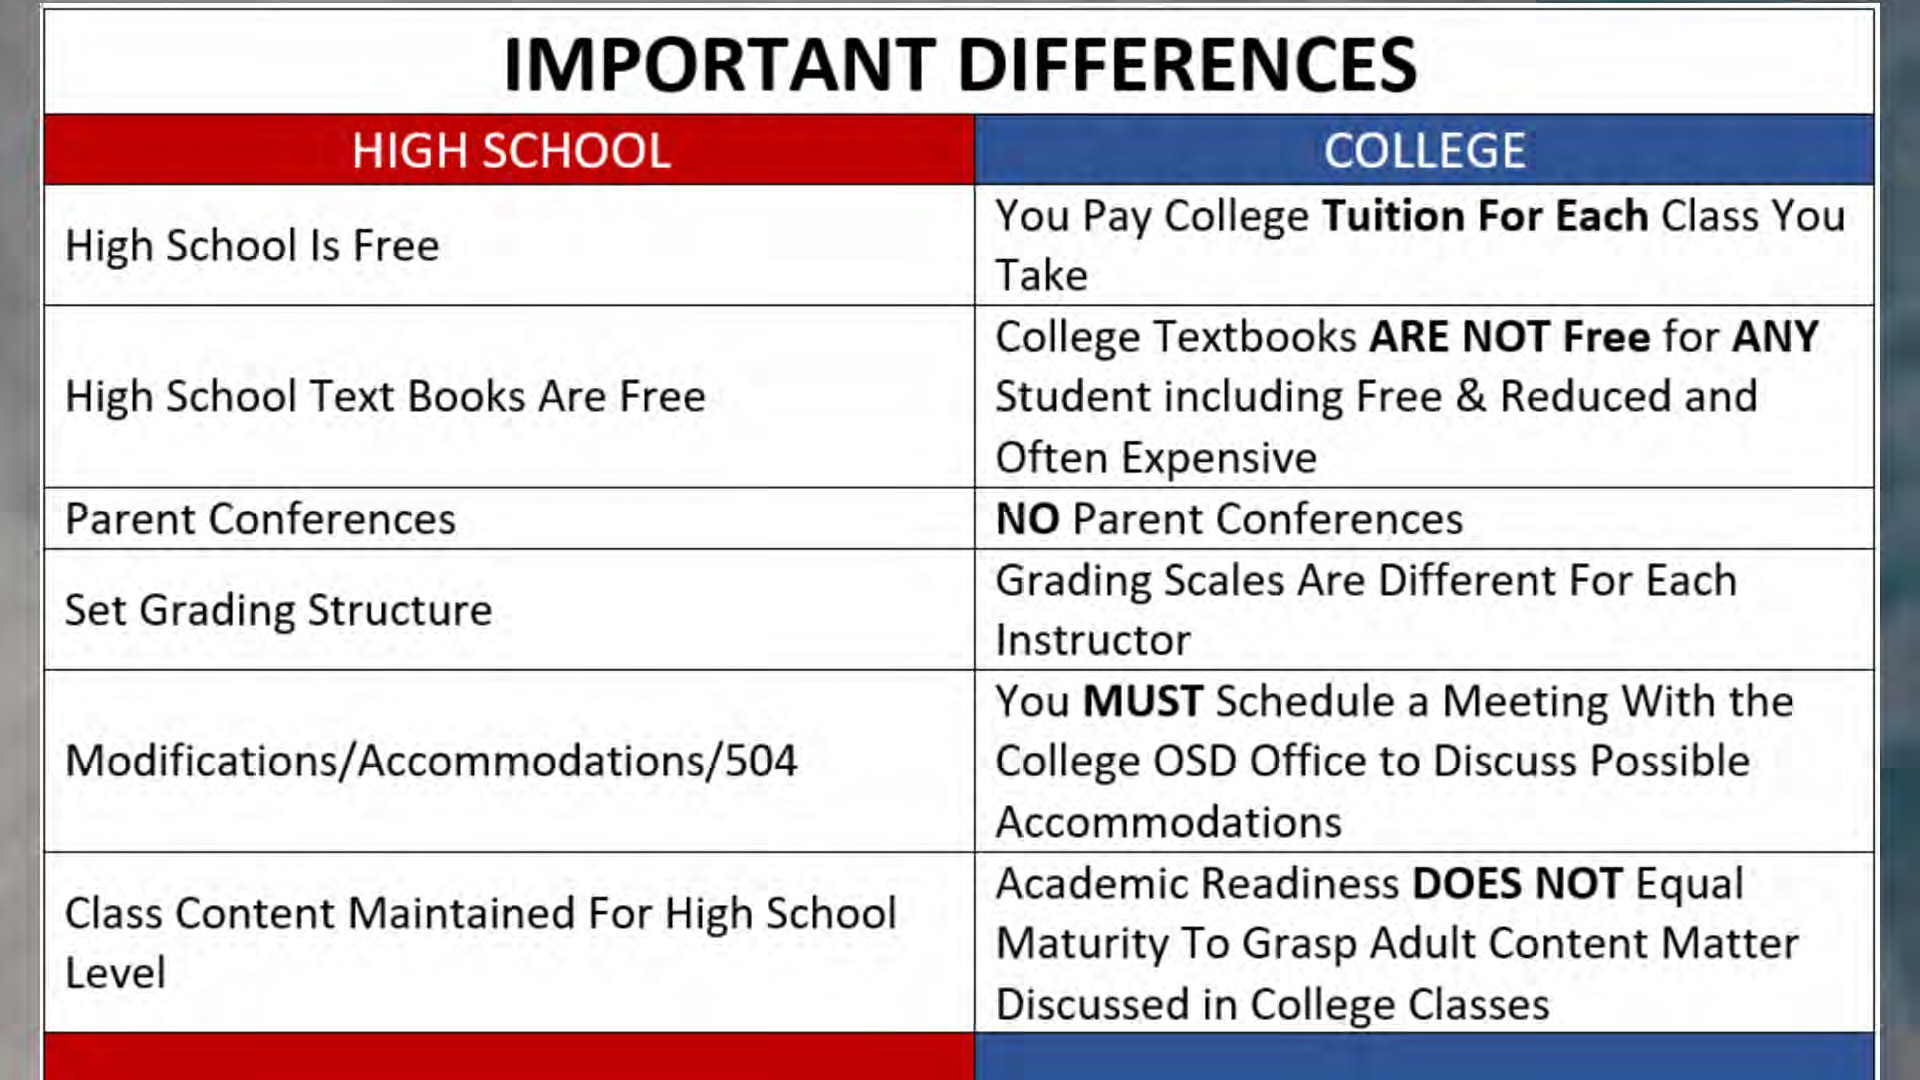 IMPORTANT DIFFERENCES
HIGH SCHOOL
COLLEGE
High School Is Free
You Pay College Tuition For Each Class You
Take
High School Text Books Are Free
College Textbooks ARE NOT Free for ANY
Student including Free & Reduced and
Often Expensive
Parent Conferences
NO Parent Conferences
Set Grading Structure
Grading Scales Are Different For Each
Instructor
Modifications/Accommodations/504
You MUST Schedule a Meeting With the
College OSD Office to Discuss Possible
Accommodations
Class Content Maintained For High School
Level
Academic Readiness DOES NOT Equal
Maturity To Grasp Adult Content Matter
Discussed in College Classes